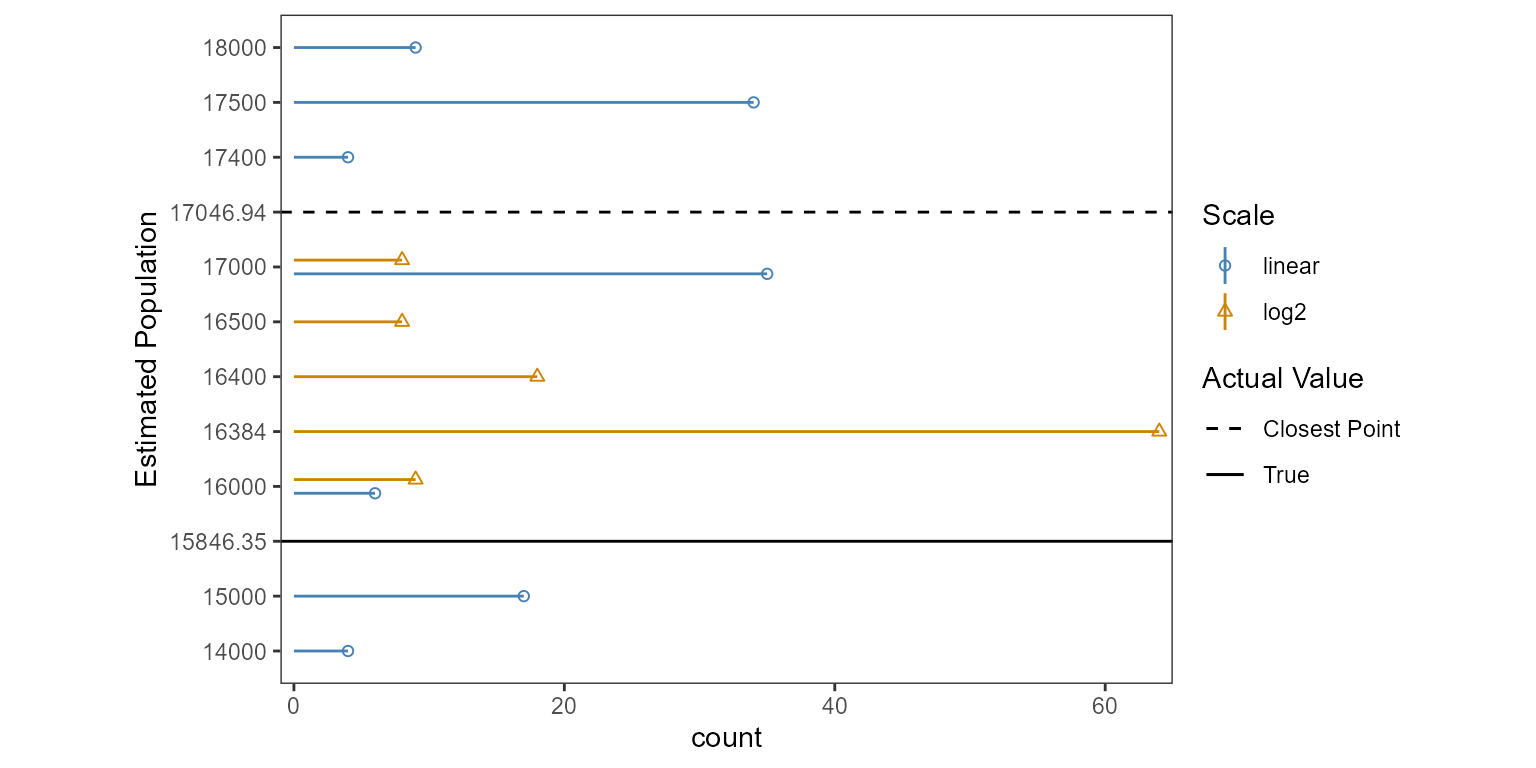 Estimated Population
18000
17500
17400
17046.94
17000
16500
16400
16384
16000
15846.35
15000
14000
0 20 40 60
count
Scale
linear
log2
Actual Value
Closest Point
True